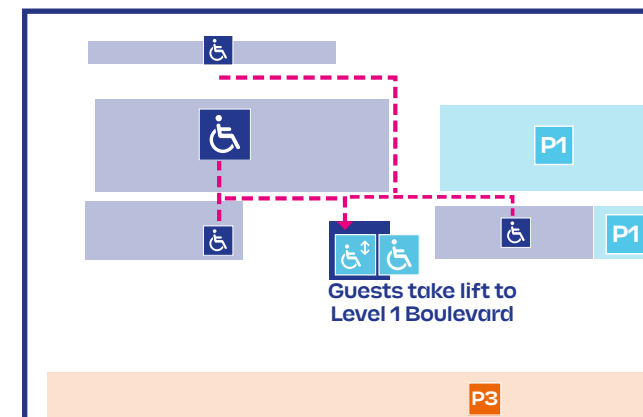 P1
P1
Guests take lift to
Level 1 Boulevard
P3